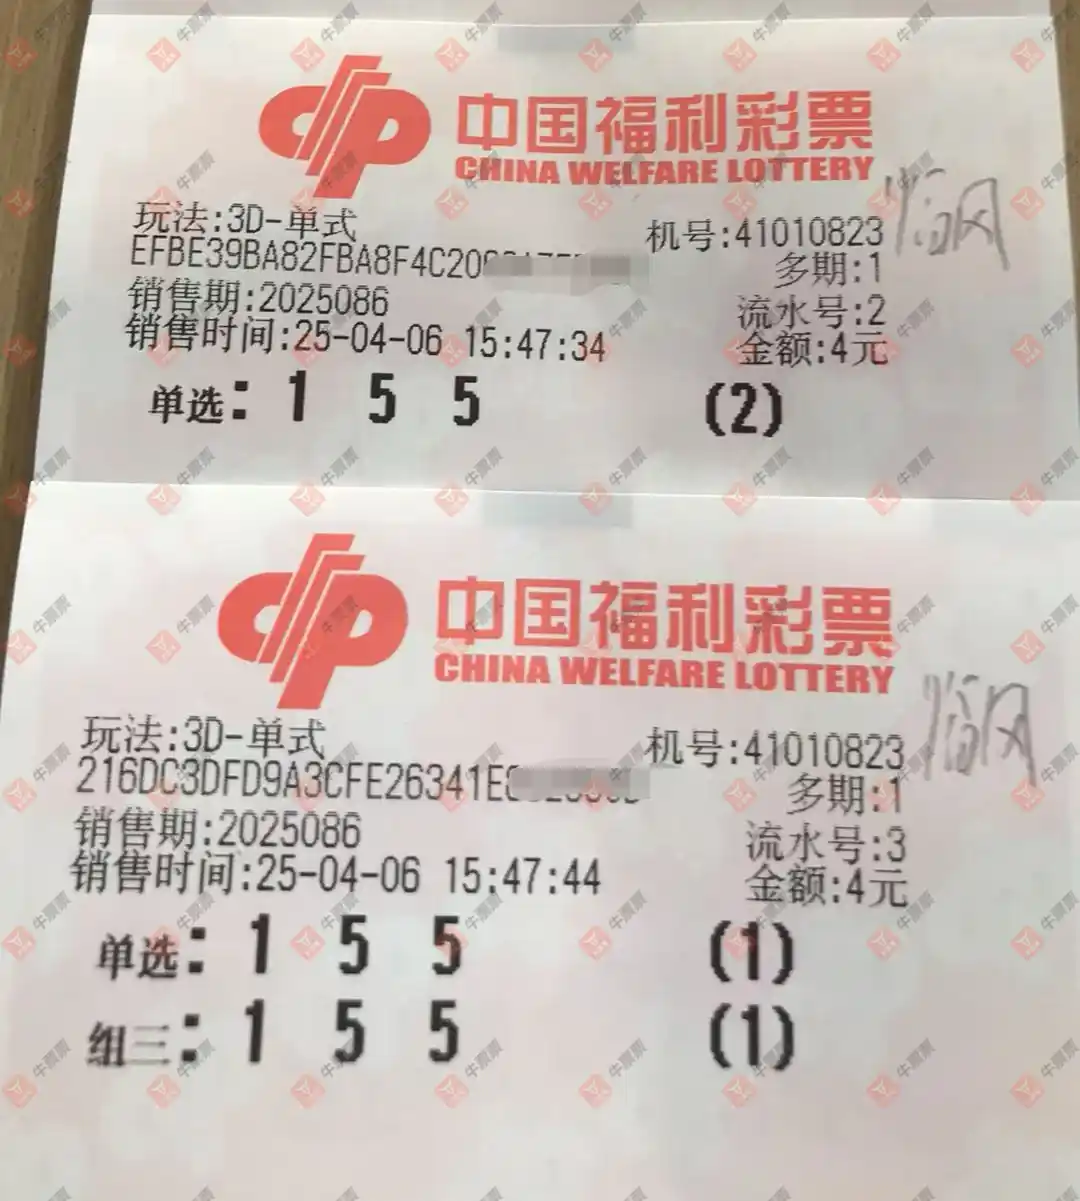 中国福利彩票
CHINA WELFARE LOTTERY
玩法:3D-单式
机号:41010823
EFBE39BA82FBA8F4C20
多期:1
销售期:2025086
流水号:2
销售时间:25-04-06 15:47:34
金额:4元
单选: 1 5 5 (2)
中国福利彩票
CHINA WELFARE LOTTERY
玩法:3D-单式
机号:41010823
216DC3DFD9A3CFE26341E
多期:1
销售期:2025086
流水号:3
销售时间:25-04-06 15:47:44
金额:4元
单选: 1 5 5 (1)
组三: 1 5 5 (1)
牛票票